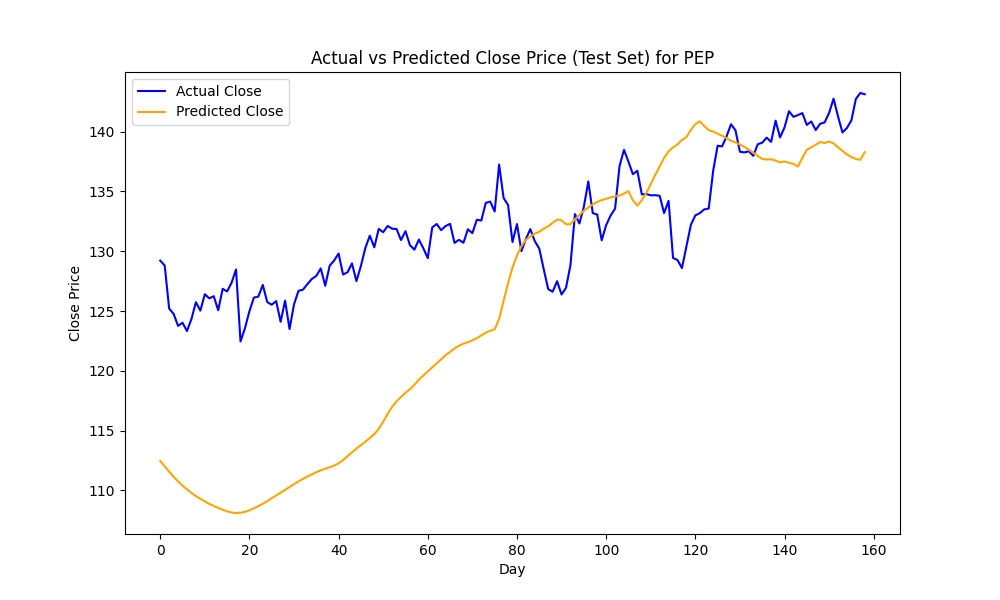 Actual vs Predicted Close Price (Test Set) for PEP
Actual Close
Predicted Close
Close Price
140
135
130
125
120
115
110
0 20 40 60 80 100 120 140 160
Day